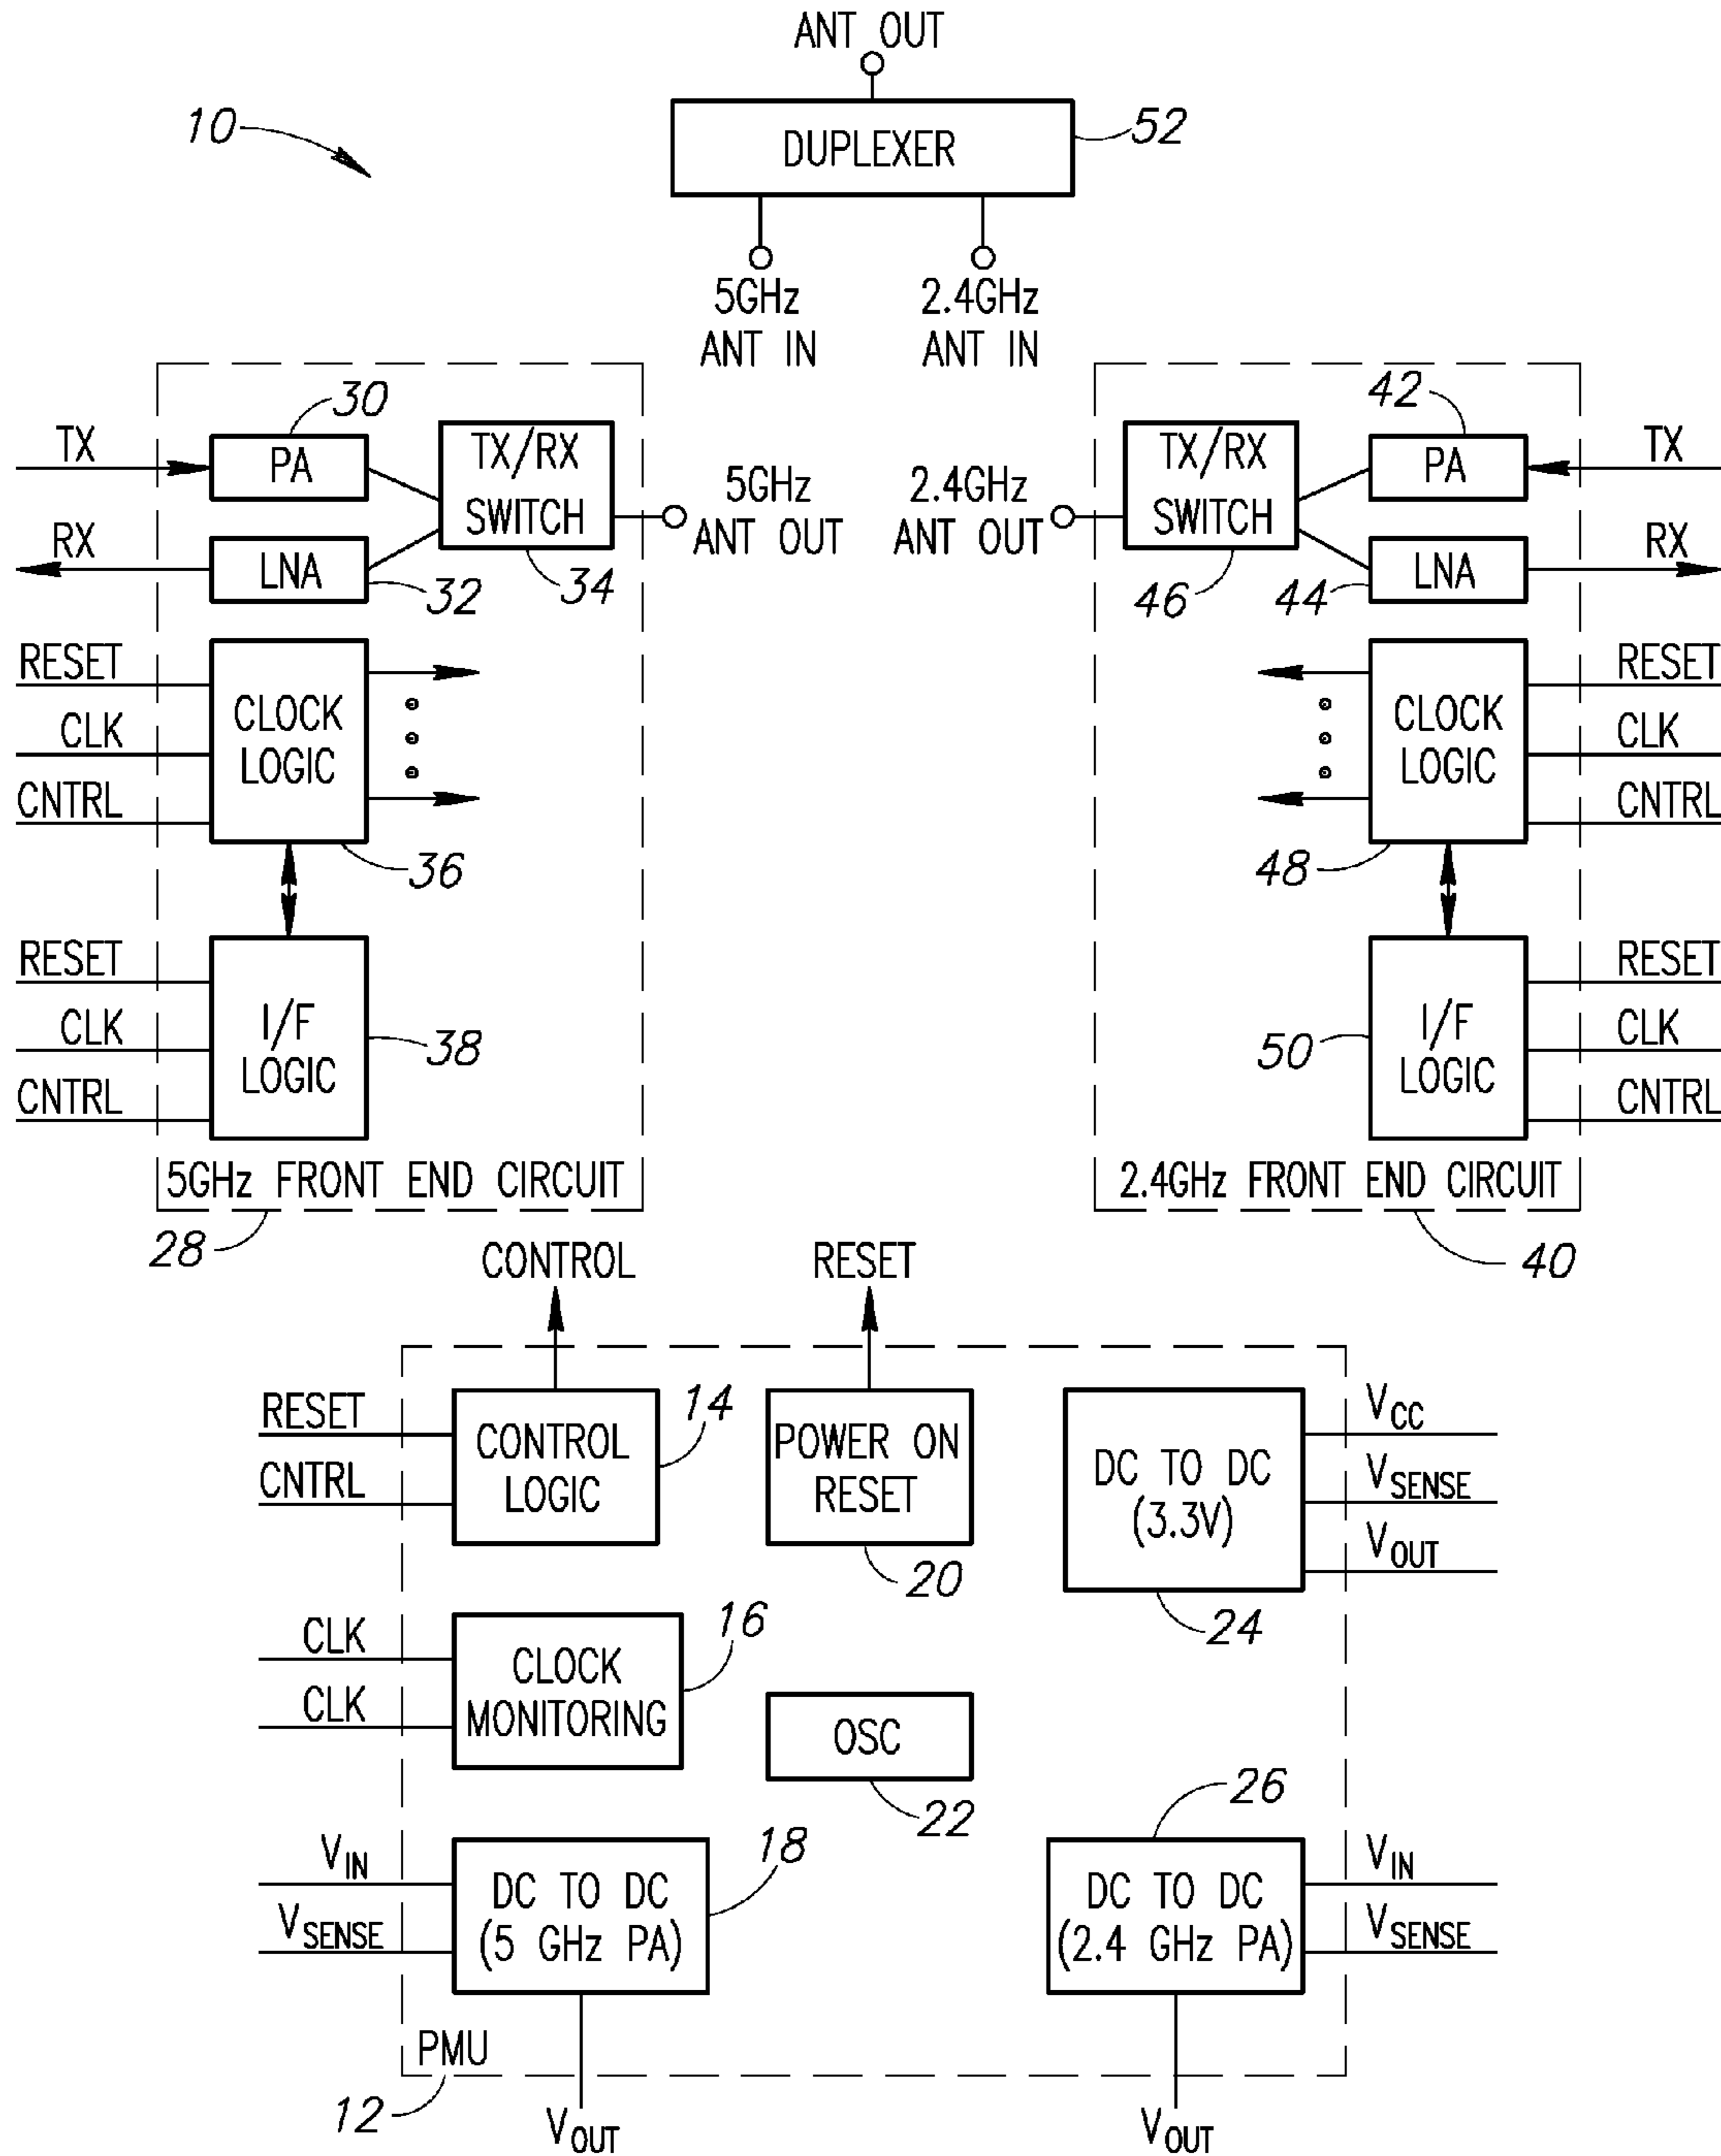 ANT OUT
10
DUPLEXER
52
5GHz
ANT IN
2.4GHz
ANT IN
30
TX
PA
TX/RX
SWITCH
5GHz
ANT OUT
RX
LNA
32
34
RESET
CLK
CNTRL
CLOCK
LOGIC
36
RESET
CLK
CNTRL
I/F
LOGIC
38
5GHz FRONT END CIRCUIT
28
42
2.4GHz
ANT OUT
TX/RX
SWITCH
PA
TX
46
44
LNA
RX
CLOCK
LOGIC
RESET
CLK
CNTRL
48
50
I/F
LOGIC
RESET
CLK
CNTRL
2.4GHz FRONT END CIRCUIT
40
CONTROL
RESET
RESET
CNTRL
CONTROL
LOGIC
14
POWER ON
RESET
20
DC TO DC
(3.3V)
VCC
VSENSE
VOUT
24
CLK
CLK
CLOCK
MONITORING
16
OSC
22
26
VIN
VSENSE
DC TO DC
(5 GHz PA)
18
DC TO DC
(2.4 GHz PA)
VIN
VSENSE
PMU
12
VOUT
VOUT